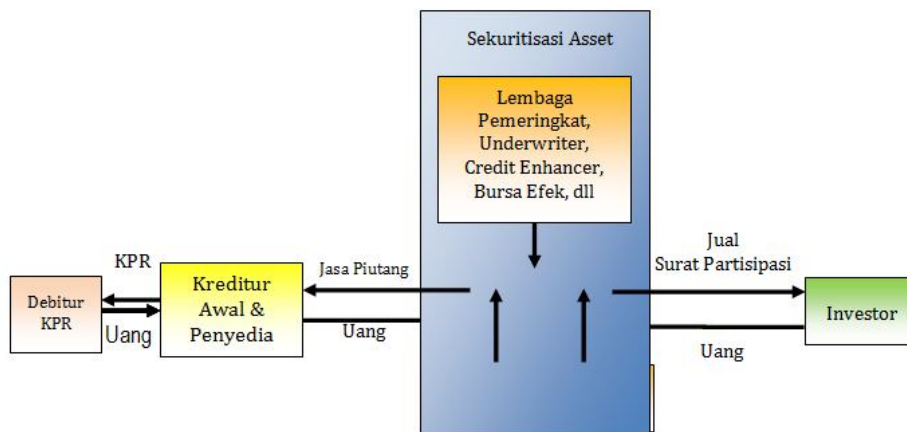 Sekuritisasi Asset
Lembaga
Pemeringkat,
Underwriter,
Credit Enhancer,
Bursa Efek, dll
KPR
Debitur
KPR
Uang
Kreditur
Awal &
Penyedia
Jasa Piutang
Uang
Jual
Surat Partisipasi
Uang
Investor